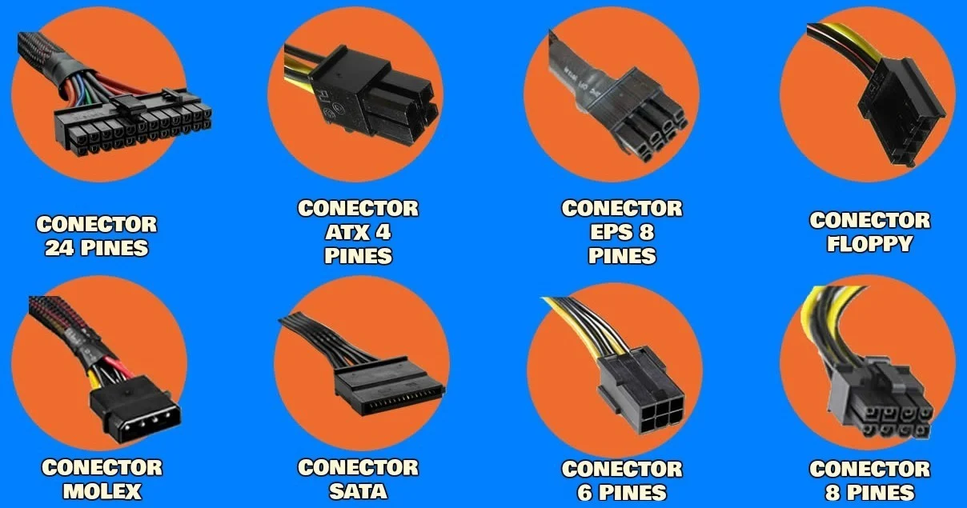 CONECTOR
24 PINES
CONECTOR
ATX 4
PINES
CONECTOR
EPS 8
PINES
CONECTOR
FLOPPY
CONECTOR
MOLEX
CONECTOR
SATA
CONECTOR
6 PINES
CONECTOR
8 PINES